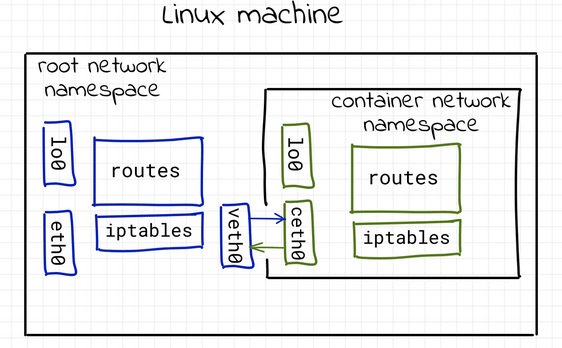 Linux machine
root network
namespace
lo0
routes
eth0
iptables
veth0
container network
namespace
lo0
routes
ceth0
iptables